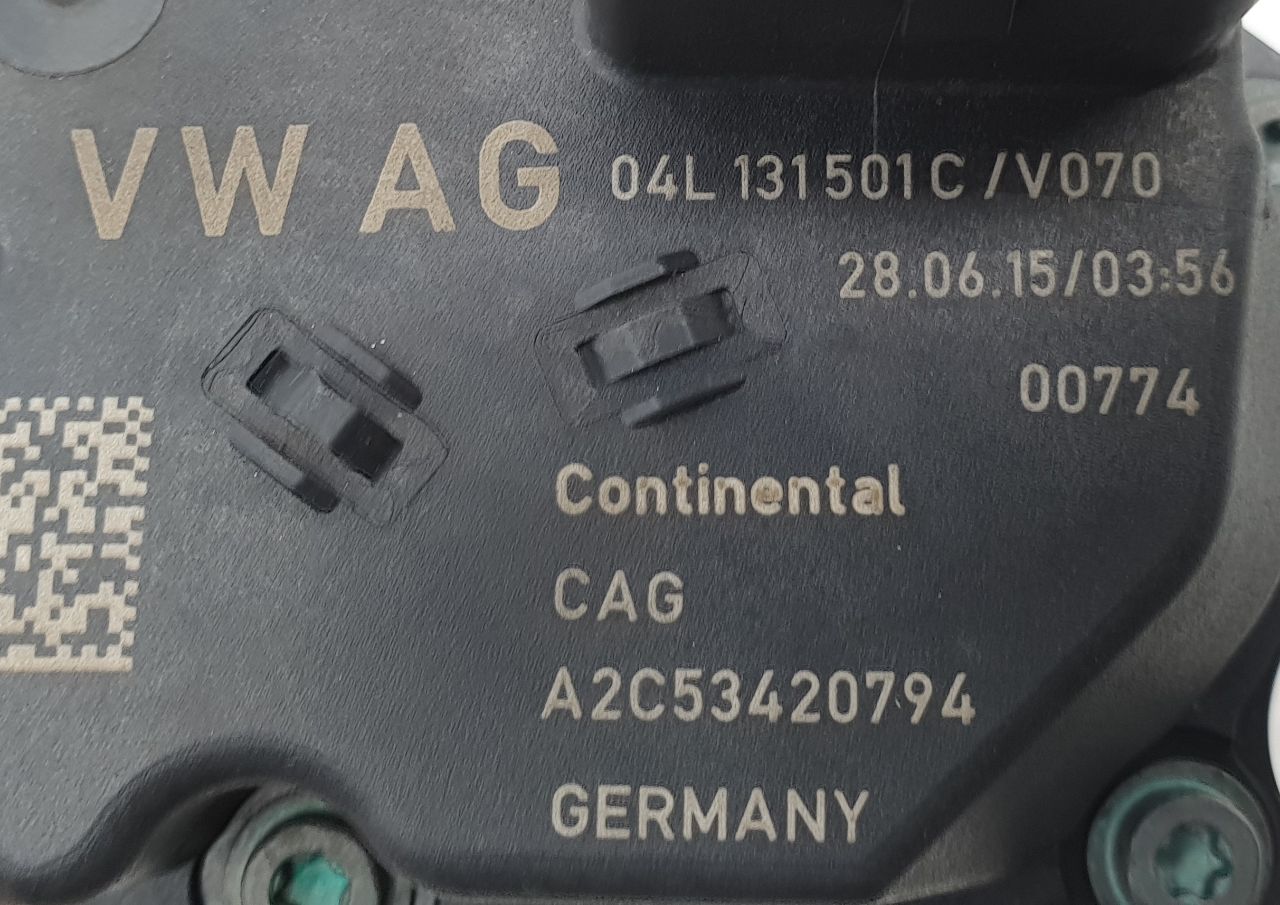 VW AG 04L 131 501 C /V070
28.06.15/03:56
00774
Continental
CAG
A2C53420794
GERMANY